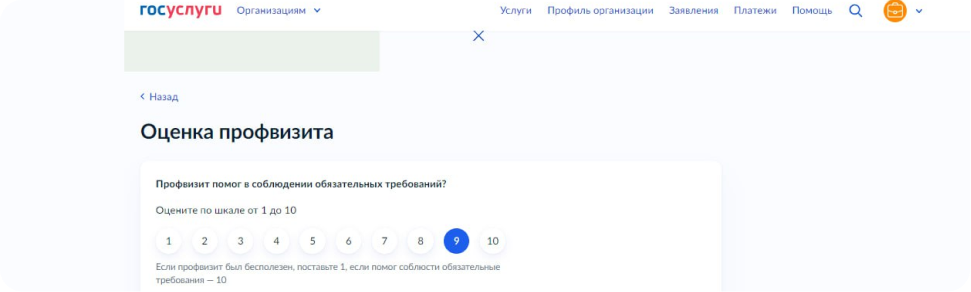 госуслуги Организациям Услуги Профиль организации Заявления Платежи Помощь
Назад
Оценка профвизита
Профвизит помог в соблюдении обязательных требований?
Оцените по шкале от 1 до 10
1 2 3 4 5 6 7 8 9 10
Если профвизит был бесполезен, поставьте 1, если помог соблюсти обязательные
требования — 10